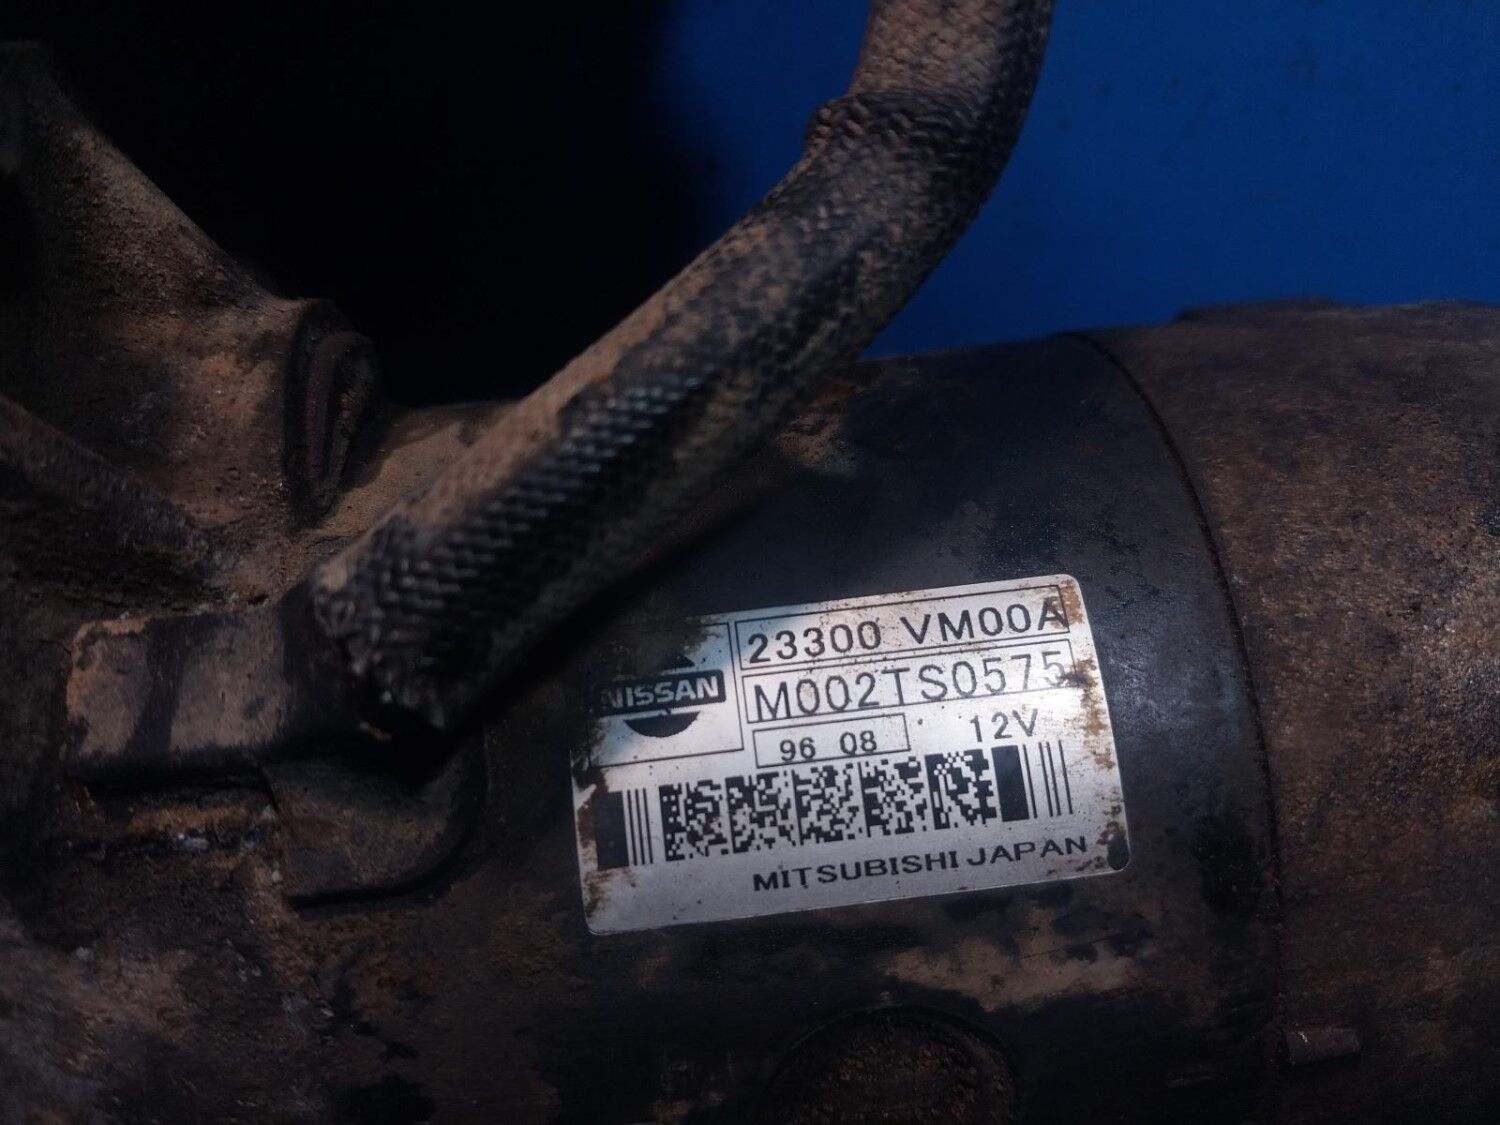 23300 VM00A
NISSAN
M002TS0575
96 08
12V
MITSUBISHI JAPAN